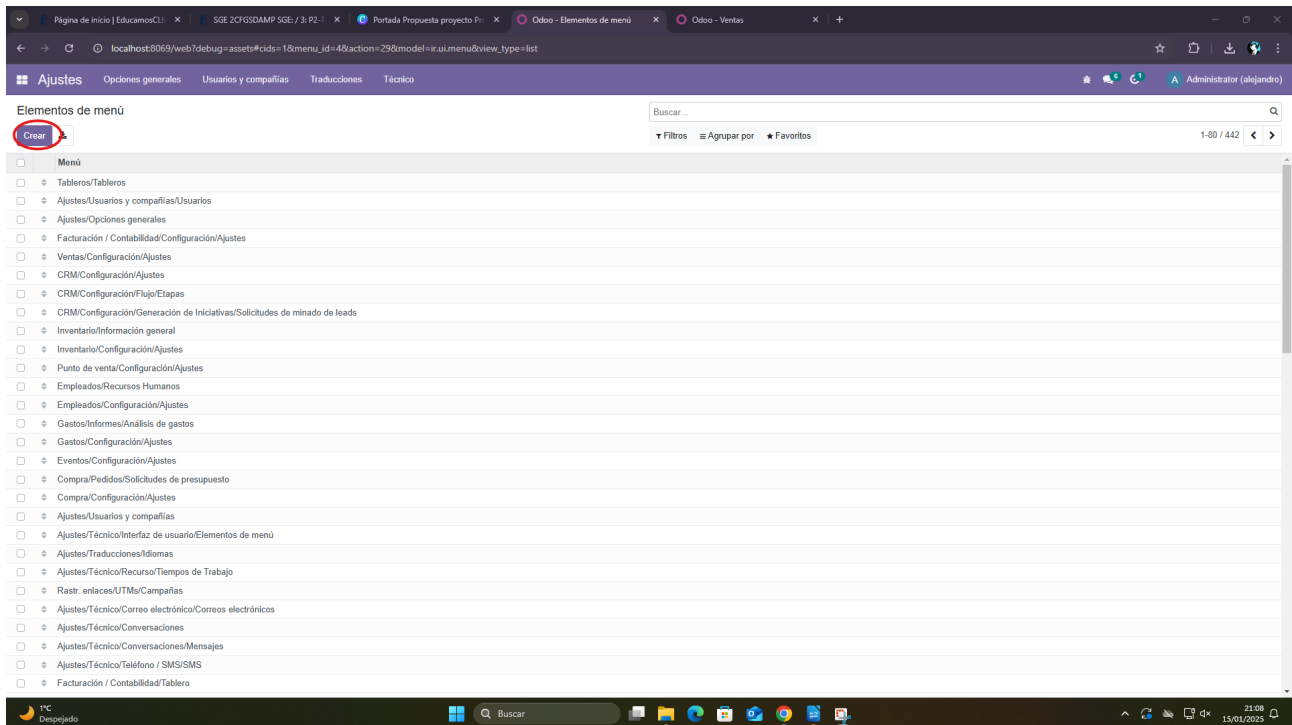 Página de inicio | EducamosCLM SGE 2CFGSDAMP SGE: / 3: P2-1 Portada Propuesta proyecto Pr Odoo - Elementos de menú Odoo - Ventas
localhost:8069/web?debug=assets#cids=1&menu_id=4&action=29&model=ir.ui.menu&view_type=list
Ajustes Opciones generales Usuarios y compañías Traducciones Técnico 6 1 A Administrator (alejandro)
Elementos de menú Buscar...
Crear Filtros Agrupar por Favoritos 1-80 / 442
Menú
Tableros/Tableros
Ajustes/Usuarios y compañías/Usuarios
Ajustes/Opciones generales
Facturación / Contabilidad/Configuración/Ajustes
Ventas/Configuración/Ajustes
CRM/Configuración/Ajustes
CRM/Configuración/Flujo/Etapas
CRM/Configuración/Generación de Iniciativas/Solicitudes de minado de leads
Inventario/Información general
Inventario/Configuración/Ajustes
Punto de venta/Configuración/Ajustes
Empleados/Recursos Humanos
Empleados/Configuración/Ajustes
Gastos/Informes/Análisis de gastos
Gastos/Configuración/Ajustes
Eventos/Configuración/Ajustes
Compra/Pedidos/Solicitudes de presupuesto
Compra/Configuración/Ajustes
Ajustes/Usuarios y compañías
Ajustes/Técnico/Interfaz de usuario/Elementos de menú
Ajustes/Traducciones/Idiomas
Ajustes/Técnico/Recurso/Tiempos de Trabajo
Rastr. enlaces/UTMs/Campañas
Ajustes/Técnico/Correo electrónico/Correos electrónicos
Ajustes/Técnico/Conversaciones
Ajustes/Técnico/Conversaciones/Mensajes
Ajustes/Técnico/Teléfono / SMS/SMS
Facturación / Contabilidad/Tablero
1°C Buscar 21:08
Despejado 15/01/2025